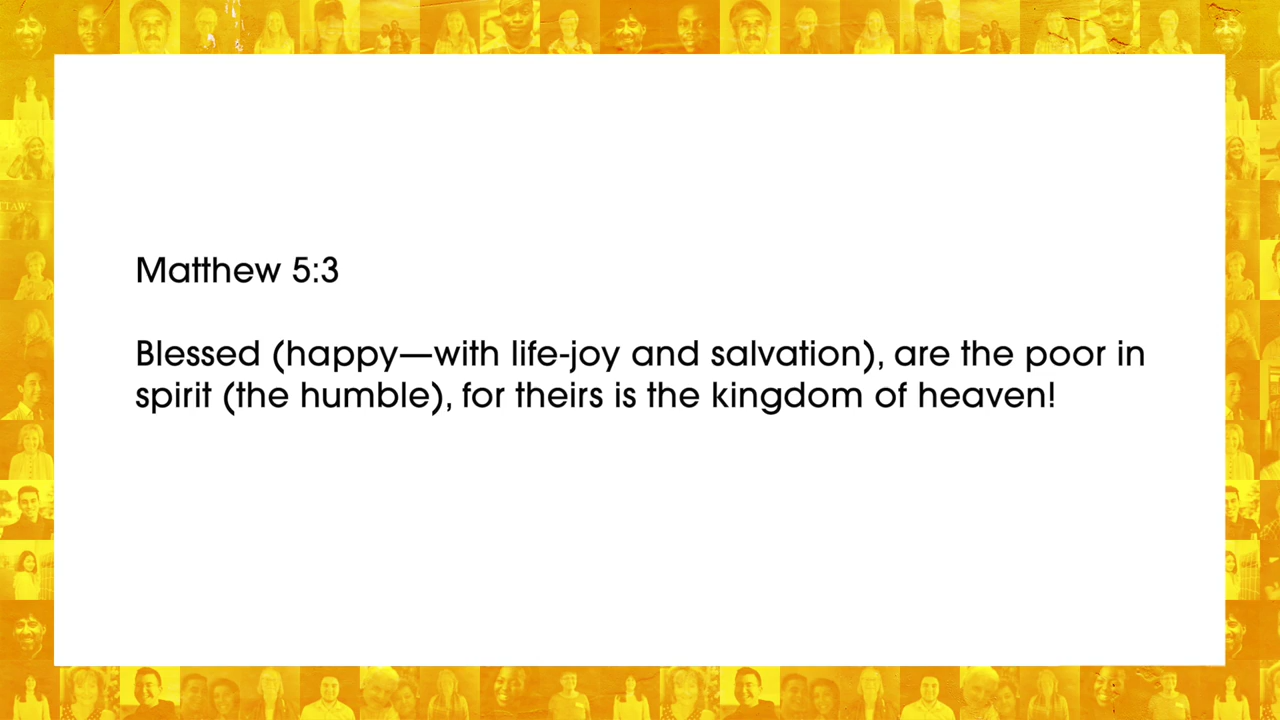 Matthew 5:3
Blessed (happy—with life-joy and salvation), are the poor in
spirit (the humble), for theirs is the kingdom of heaven!